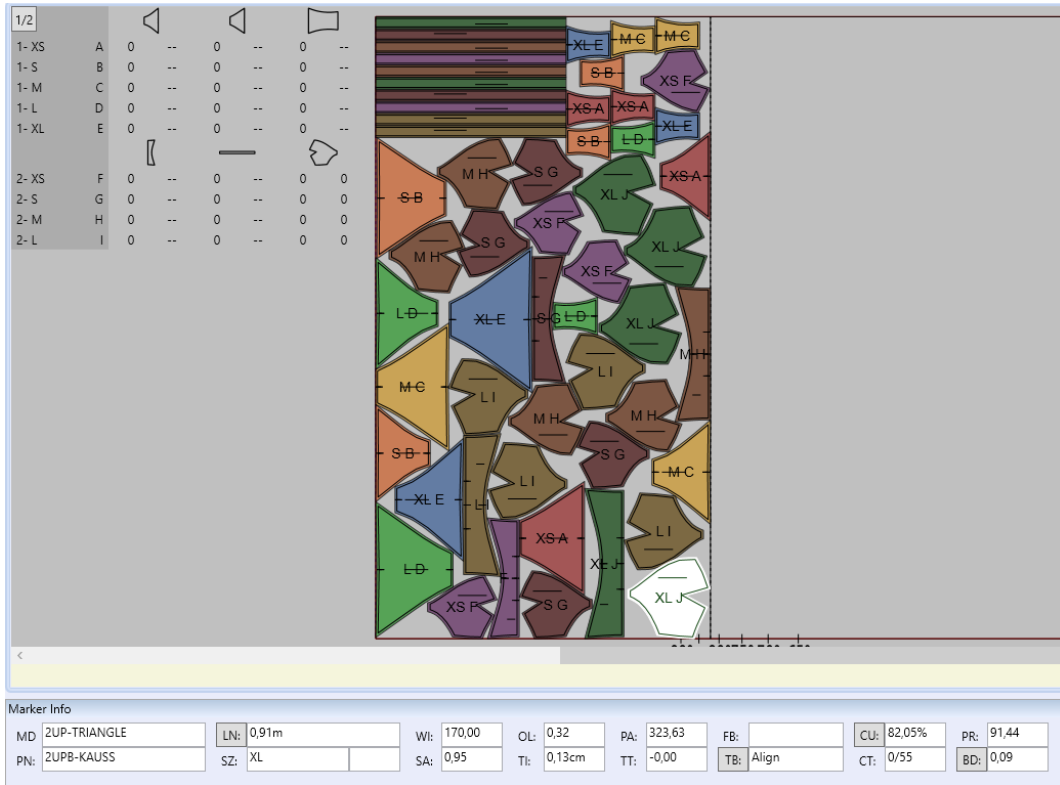 1/2
1- XS A 0 -- 0 -- 0
1- S B 0 -- 0 -- 0 --
1- M C 0 -- 0 -- 0 --
1- L D 0 -- 0 -- 0 --
1- XL E 0 -- 0 -- 0 --
2- XS F 0 -- 0 -- 0 0
2- S G 0 -- 0 -- 0 0
2- M H 0 -- 0 -- 0 0
2- L I 0 -- 0 -- 0 0
XL E M C M C
S B XS F
XS A XS A
XL E
S B L D
M H S G XS A
S B XL J
XS F
M H S G XL J
XS F
L D XL E S G L D XL J
M H
L I
M C L I
M H M H
S B S G
M C
L I
XL E L I
L I
XS A
L D XL J
F
XS F S G XL J
Marker Info
MD 2UP-TRIANGLE LN: 0,91m WI: 170,00 OL: 0,32 PA: 323,63 FB: CU: 82,05% PR: 91,44
PN: 2UPB-KAUSS SZ: XL SA: 0,95 TI: 0,13cm TT: -0,00 TB: Align CT: 0/55 BD: 0,09